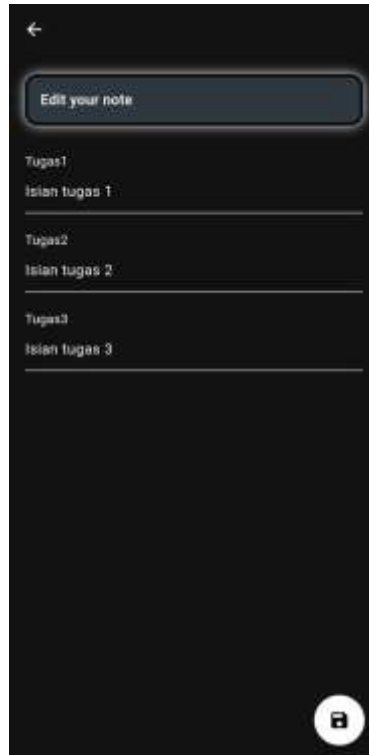 Edit your note
Tugas1
Isian tugas 1
Tugas2
Isian tugas 2
Tugas3
Isian tugas 3